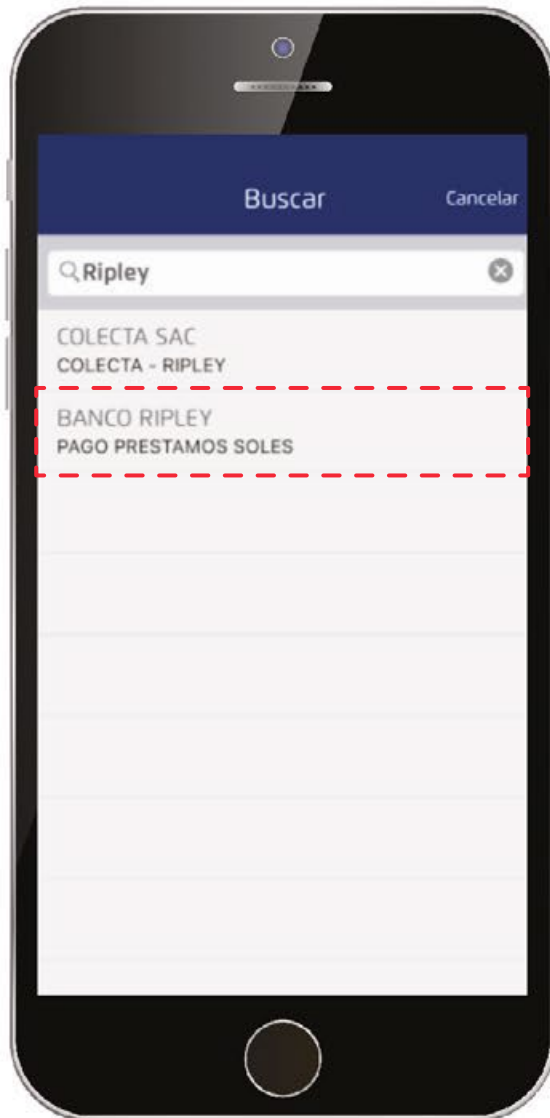 Buscar Cancelar
Ripley
COLECTA SAC
COLECTA - RIPLEY
BANCO RIPLEY
PAGO PRESTAMOS SOLES